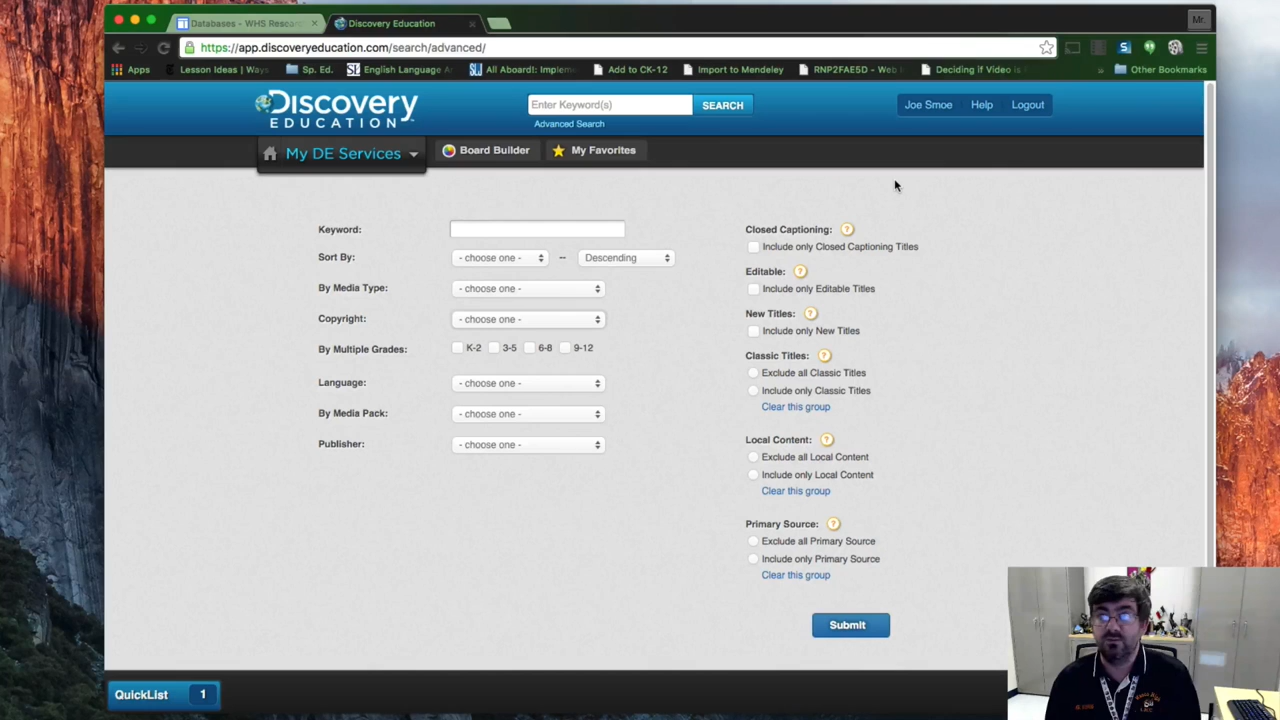 Databases - WHS Resear
Discovery Education
Mr.
https://app.discoveryeducation.com/search/advanced/
Apps Lesson Ideas | Ways Sp. Ed. English Language Ar All Aboard!: Implem Add to CK-12 Import to Mendeley RNP2FAE5D - Web Deciding if Video is » Other Bookmarks
Discovery
EDUCATION
Enter Keyword(s) SEARCH
Advanced Search
Joe Smoe Help Logout
My DE Services Board Builder My Favorites
Keyword:
Sort By: - choose one - -- Descending
By Media Type: - choose one -
Copyright: - choose one -
By Multiple Grades: K-2 3-5 6-8 9-12
Language: - choose one -
By Media Pack: - choose one -
Publisher: - choose one -
Closed Captioning: ?
Include only Closed Captioning Titles
Editable: ?
Include only Editable Titles
New Titles: ?
Include only New Titles
Classic Titles: ?
Exclude all Classic Titles
Include only Classic Titles
Clear this group
Local Content: ?
Exclude all Local Content
Include only Local Content
Clear this group
Primary Source: ?
Exclude all Primary Source
Include only Primary Source
Clear this group
Submit
QuickList 1